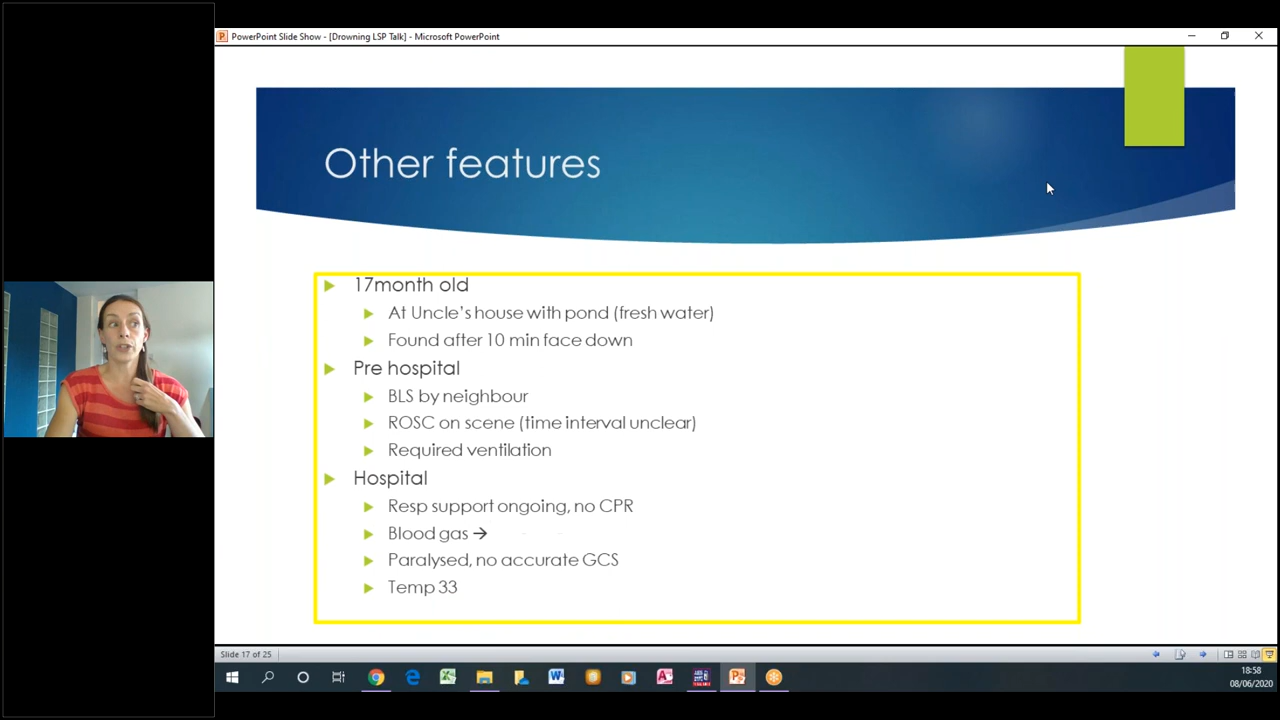 PowerPoint Slide Show - [Drowning LSP Talk] - Microsoft PowerPoint
Other features
17month old
At Uncle's house with pond (fresh water)
Found after 10 min face down
Pre hospital
BLS by neighbour
ROSC on scene (time interval unclear)
Required ventilation
Hospital
Resp support ongoing, no CPR
Blood gas →
Paralysed, no accurate GCS
Temp 33
Slide 17 of 25
18:58
08/06/2020